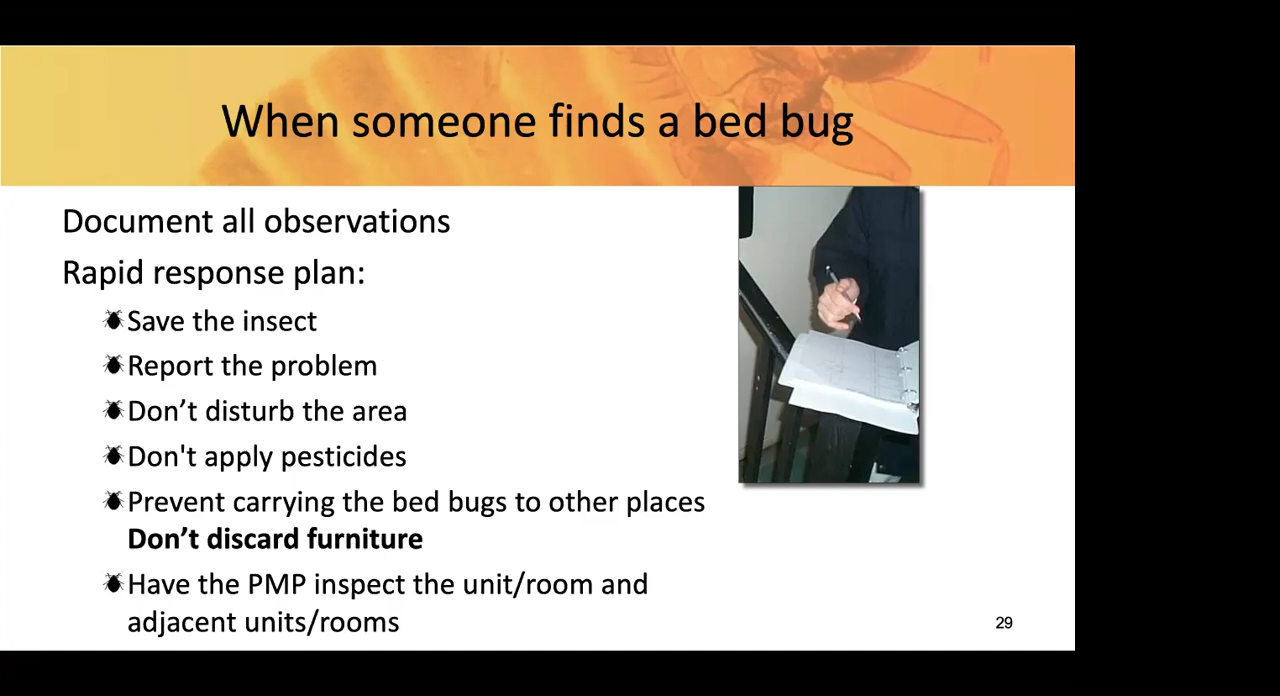 When someone finds a bed bug
Document all observations
Rapid response plan:
Save the insect
Report the problem
Don’t disturb the area
Don't apply pesticides
Prevent carrying the bed bugs to other places
Don’t discard furniture
Have the PMP inspect the unit/room and
adjacent units/rooms
29